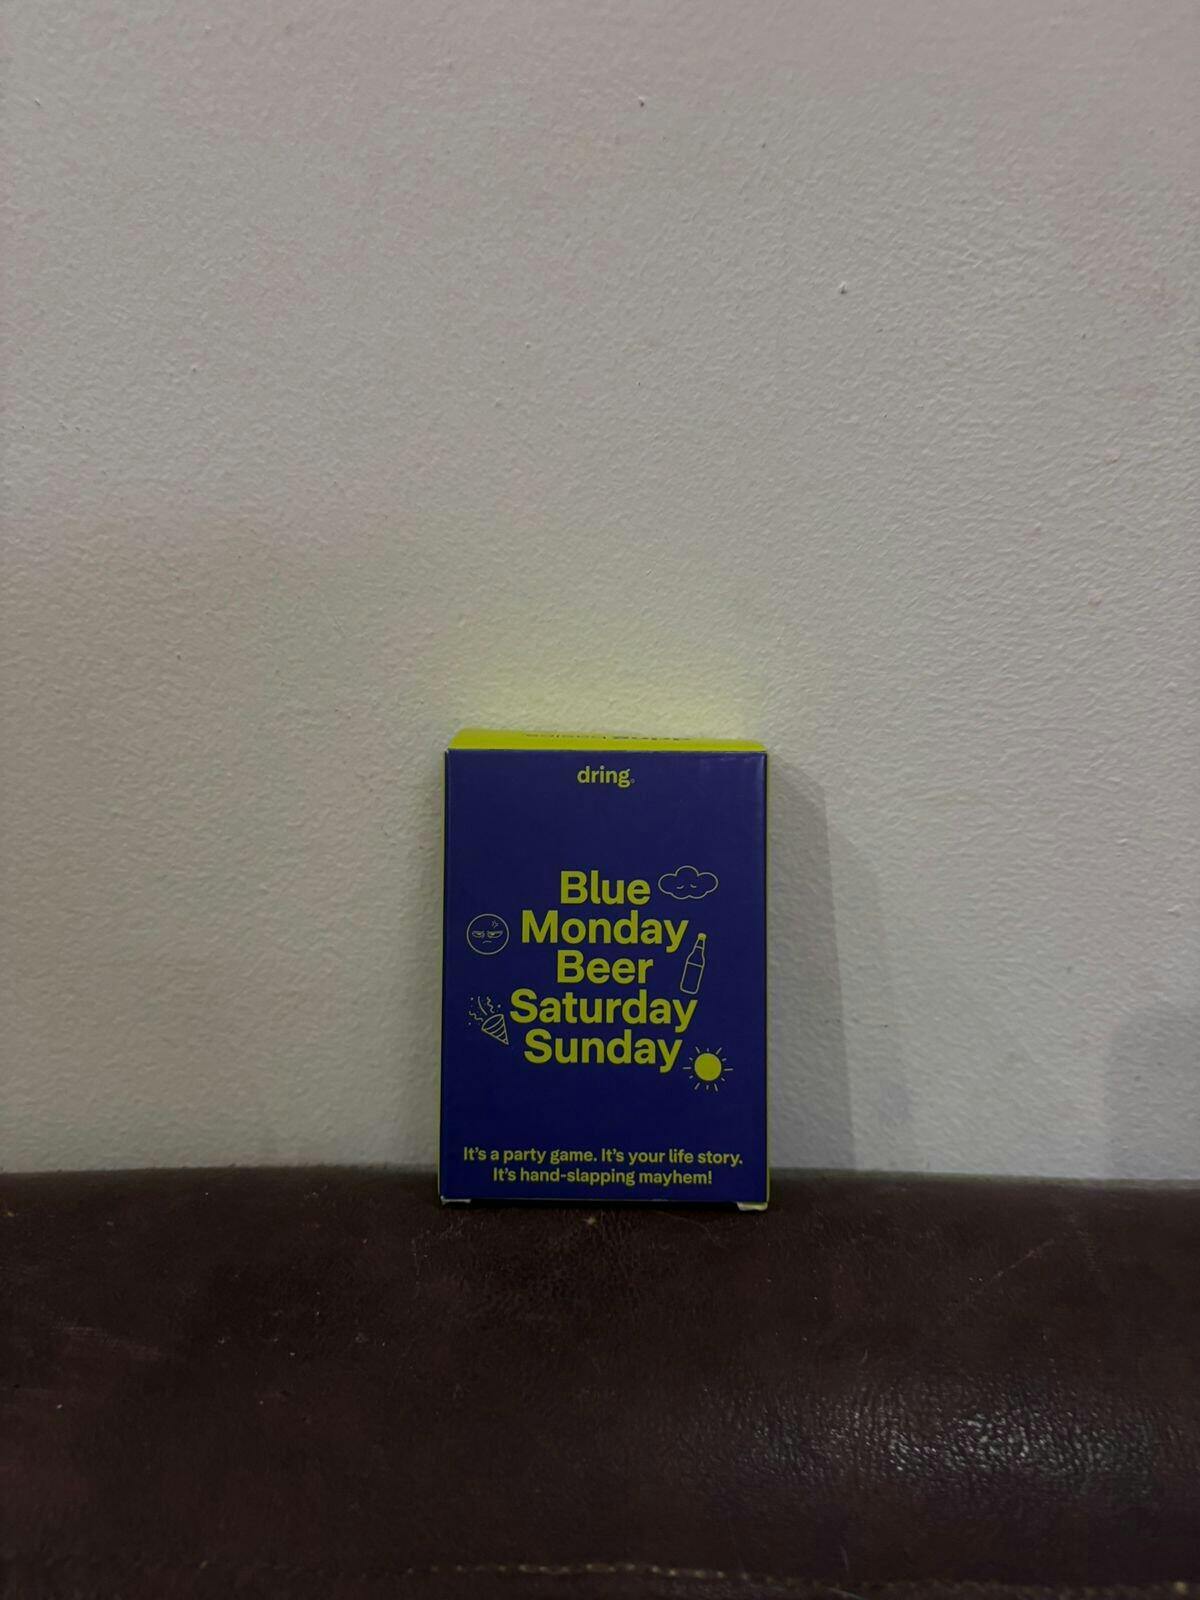 dring
Blue
Monday
Beer
Saturday
Sunday
It's a party game. It's your life story.
It's hand-slapping mayhem!